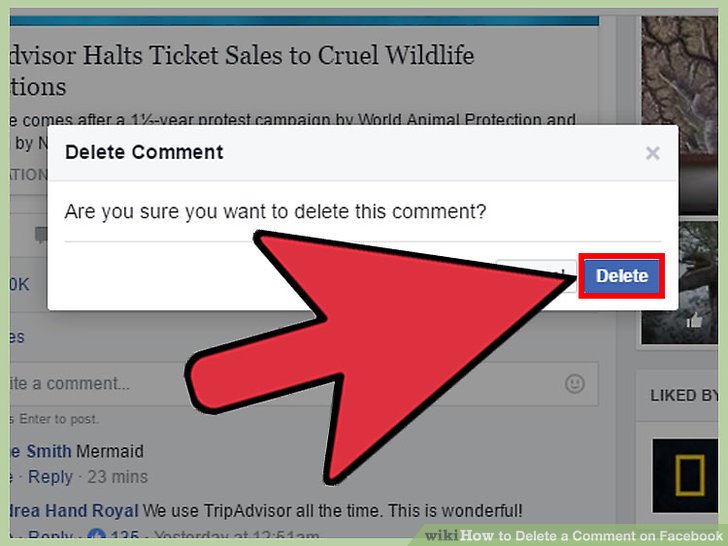 dvisor Halts Ticket Sales to Cruel Wildlife
tions
e comes after a 1½-year protest campaign by World Animal Protection and
by N
Delete Comment
×
Are you sure you want to delete this comment?
Delete
0K
es
ite a comment...
s Enter to post.
e Smith Mermaid
e · Reply · 23 mins
drea Hand Royal We use TripAdvisor all the time. This is wonderful!
Reply · 135 · Yesterday at 12:51am
LIKED BY
wikiHow to Delete a Comment on Facebook